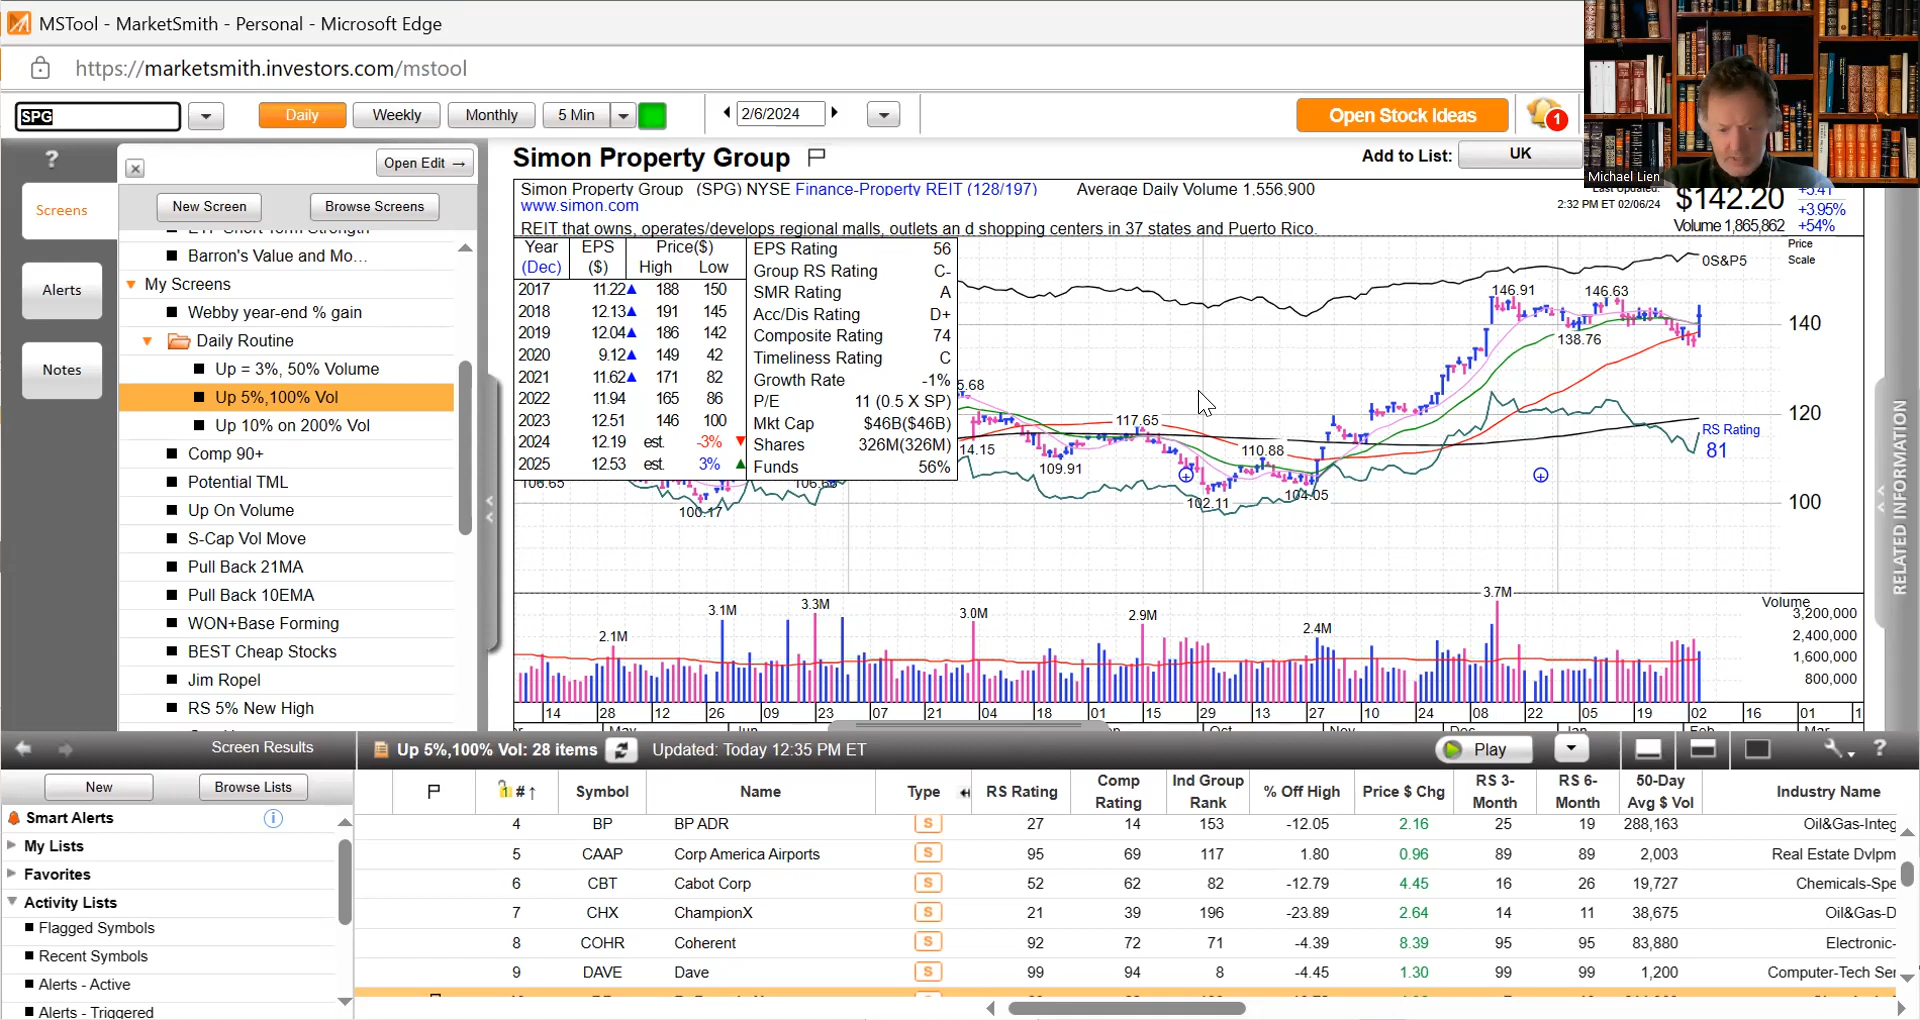 MSTool - MarketSmith - Personal - Microsoft Edge
https://marketsmith.investors.com/mstool
SPG
Daily
Weekly
Monthly
5 Min
2/6/2024
Open Stock Ideas
1
Michael Lien
?
Screens
Alerts
Notes
Open Edit →
New Screen
Browse Screens
ETF Short Term Strength
Barron's Value and Mo…
My Screens
Webby year-end % gain
Daily Routine
Up = 3%, 50% Volume
Up 5%,100% Vol
Up 10% on 200% Vol
Comp 90+
Potential TML
Up On Volume
S-Cap Vol Move
Pull Back 21MA
Pull Back 10EMA
WON+Base Forming
BEST Cheap Stocks
Jim Ropel
RS 5% New High
Simon Property Group
Add to List:
UK
Simon Property Group (SPG) NYSE Finance-Property REIT (128/197) Average Daily Volume 1,556,900
www.simon.com
REIT that owns, operates/develops regional malls, outlets an d shopping centers in 37 states and Puerto Rico.
Last Updated:
2:32 PM ET 02/06/24
$142.20
+5.41
+3.95%
Volume 1,865,862
+54%
Year (Dec) EPS ($) Price($) High Low
2017 11.22 188 150
2018 12.13 191 145
2019 12.04 186 142
2020 9.12 149 42
2021 11.62 171 82
2022 11.94 165 86
2023 12.51 146 100
2024 12.19 est. -3%
2025 12.53 est. 3%
EPS Rating 56
Group RS Rating C-
SMR Rating A
Acc/Dis Rating D+
Composite Rating 74
Timeliness Rating C
Growth Rate -1%
P/E 11 (0.5 X SP)
Mkt Cap $46B($46B)
Shares 326M(326M)
Funds 56%
Price Scale
0S&P5
146.91
146.63
140
138.76
5.68
117.65
120
RS Rating
81
14.15
110.88
109.91
106.65
100.17
102.11
104.05
100
RELATED INFORMATION
3.7M
Volume
3.1M
3.3M
3.0M
2.9M
2.4M
2.1M
3,200,000
2,400,000
1,600,000
800,000
14 28 12 26 09 23 07 21 04 18 01 15 29 13 27 10 24 08 22 05 19 02 16 01
May Jun Oct Nov Dec Jan Feb Mar
Screen Results
Up 5%,100% Vol: 28 items
Updated: Today 12:35 PM ET
Play
?
New
Browse Lists
Smart Alerts
My Lists
Favorites
Activity Lists
Flagged Symbols
Recent Symbols
Alerts - Active
Alerts - Triggered
# ↑ Symbol Name Type RS Rating Comp Rating Ind Group Rank % Off High Price $ Chg RS 3-Month RS 6-Month 50-Day Avg $ Vol Industry Name
4 BP BP ADR S 27 14 153 -12.05 2.16 25 19 288,163 Oil&Gas-Integ
5 CAAP Corp America Airports S 95 69 117 1.80 0.96 89 89 2,003 Real Estate Dvlpm
6 CBT Cabot Corp S 52 62 82 -12.79 4.45 16 26 19,727 Chemicals-Spe
7 CHX ChampionX S 21 39 196 -23.89 2.64 14 11 38,675 Oil&Gas-D
8 COHR Coherent S 92 72 71 -4.39 8.39 95 95 83,880 Electronic-
9 DAVE Dave S 99 94 8 -4.45 1.30 99 99 1,200 Computer-Tech Ser